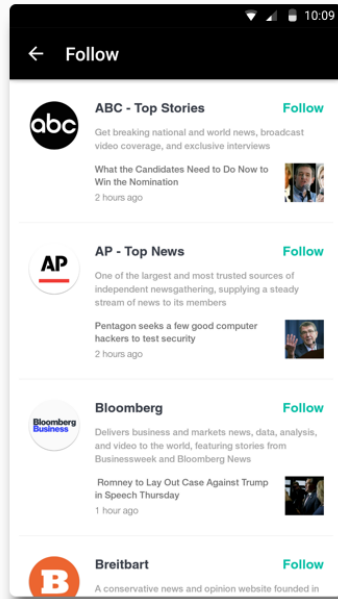 10:09
Follow
abc
ABC - Top Stories
Follow
Get breaking national and world news, broadcast
video coverage, and exclusive interviews
What the Candidates Need to Do Now to
Win the Nomination
2 hours ago
AP
AP - Top News
Follow
One of the largest and most trusted sources of
independent newsgathering, supplying a steady
stream of news to its members
Pentagon seeks a few good computer
hackers to test security
2 hours ago
Bloomberg
Business
Bloomberg
Follow
Delivers business and markets news, data, analysis,
and video to the world, featuring stories from
Businessweek and Bloomberg News
Romney to Lay Out Case Against Trump
in Speech Thursday
1 hour ago
B
Breitbart
Follow
A conservative news and opinion website founded in